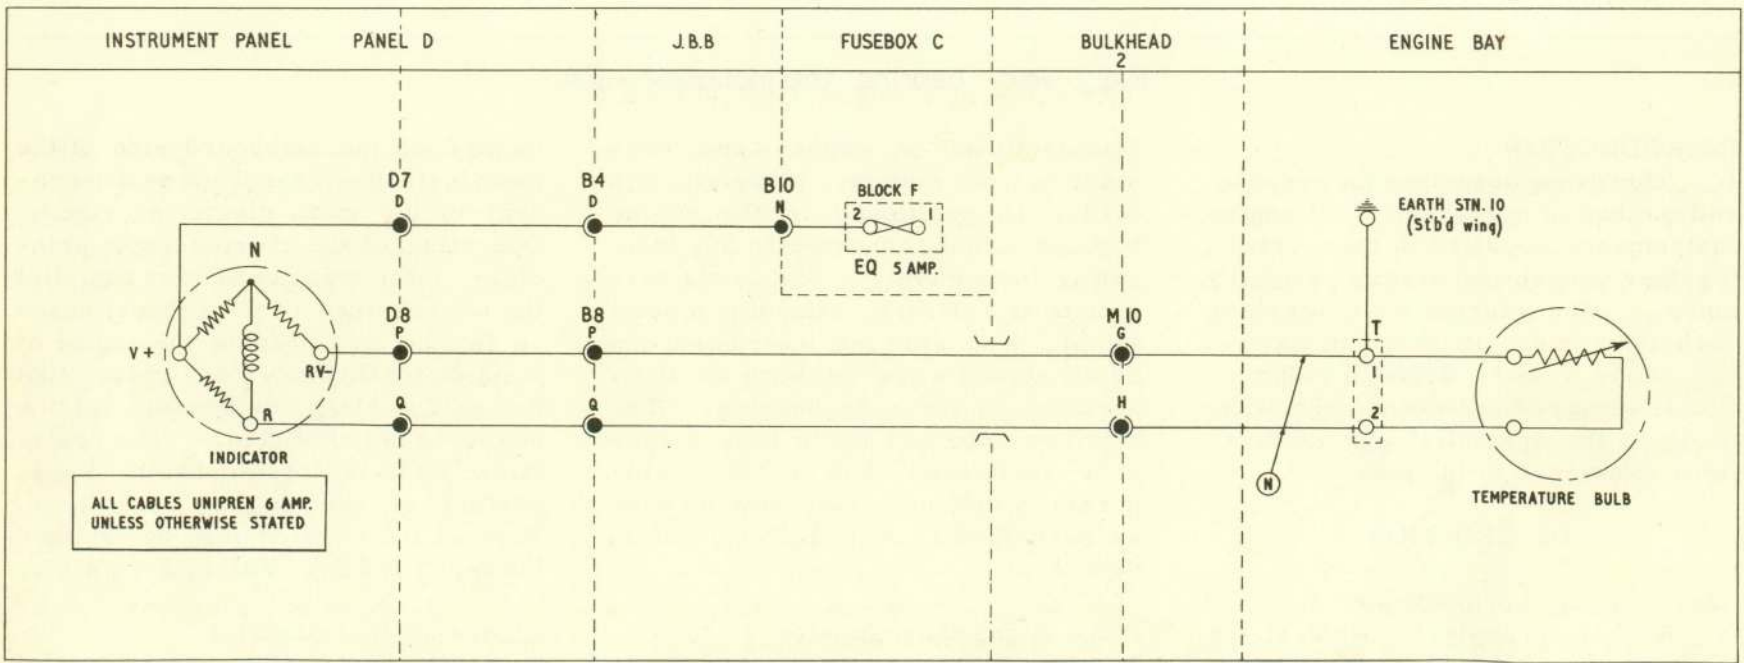 INSTRUMENT PANEL
PANEL D
J.B.B
FUSEBOX C
BULKHEAD
2
ENGINE BAY
D7
D
B4
D
B10
N
BLOCK F
2
1
EQ 5 AMP.
EARTH STN. 10
(Stb'd wing)
N
V+
RV-
R
INDICATOR
D8
P
Q
B8
P
Q
M10
G
H
T
1
2
N
TEMPERATURE BULB
ALL CABLES UNIPREN 6 AMP.
UNLESS OTHERWISE STATED